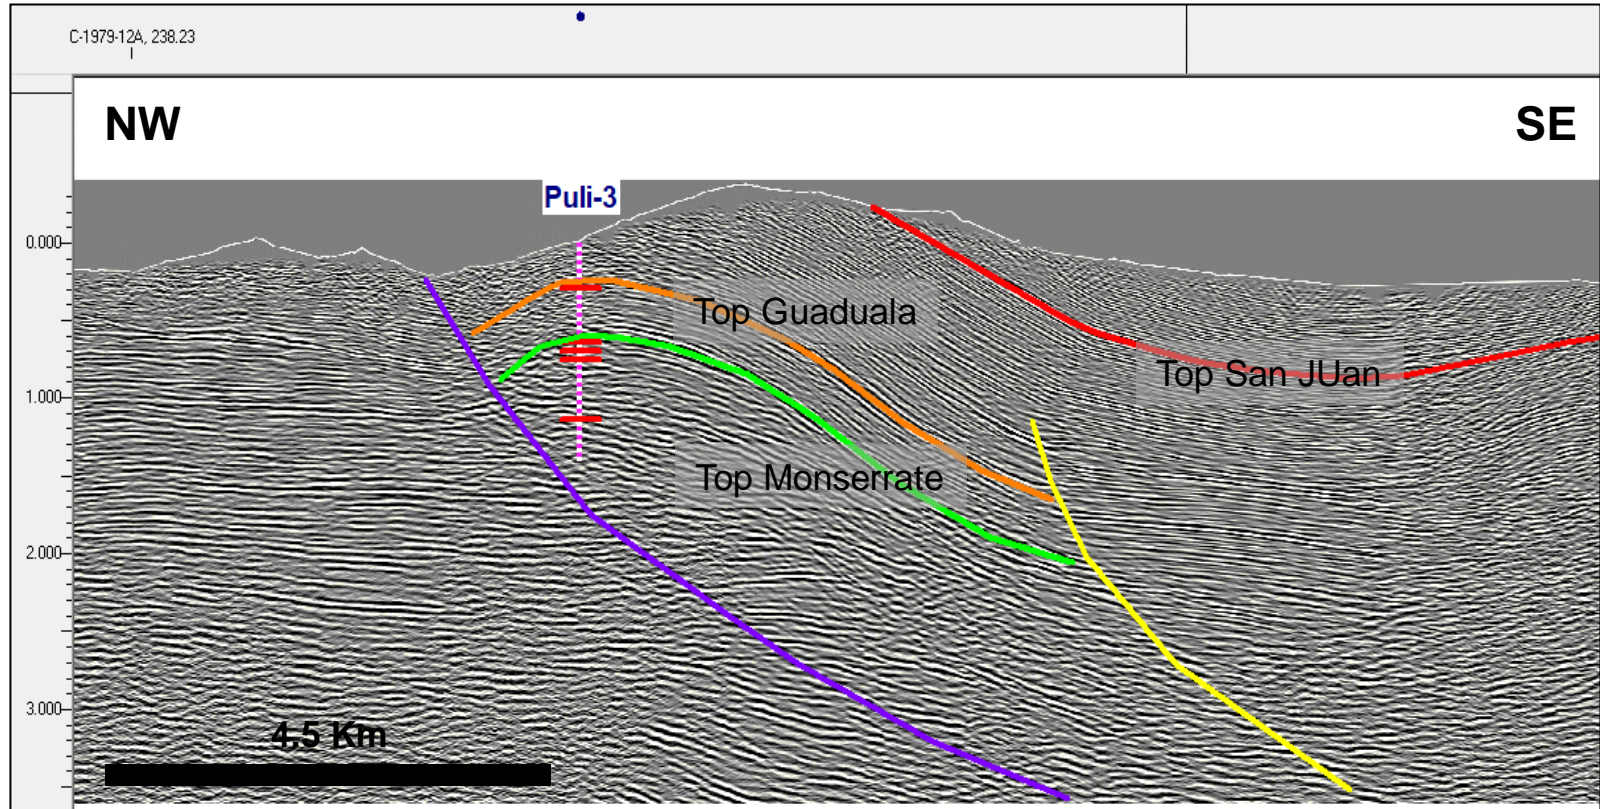 C-1979-12A, 238.23
NW
SE
Puli-3
0.000
Top Guaduala
Top San JUan
1.000
Top Monserrate
2.000
3.000
4,5 Km